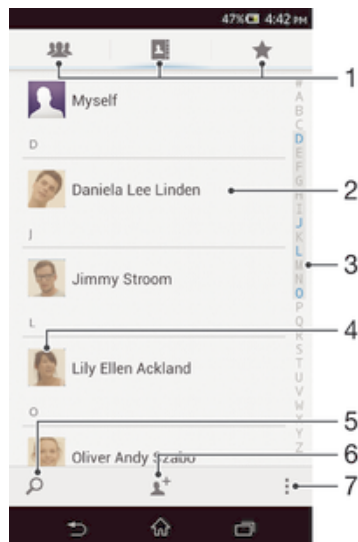 47% 4:42 PM
1
Myself
D
Daniela Lee Linden
2
J
Jimmy Stroom
3
L
4
Lily Ellen Ackland
O
Oliver Andy Szabo
5
6
7
#
A
B
C
D
E
F
G
H
I
J
K
L
M
N
O
P
Q
R
S
T
U
V
W
X
Y
Z